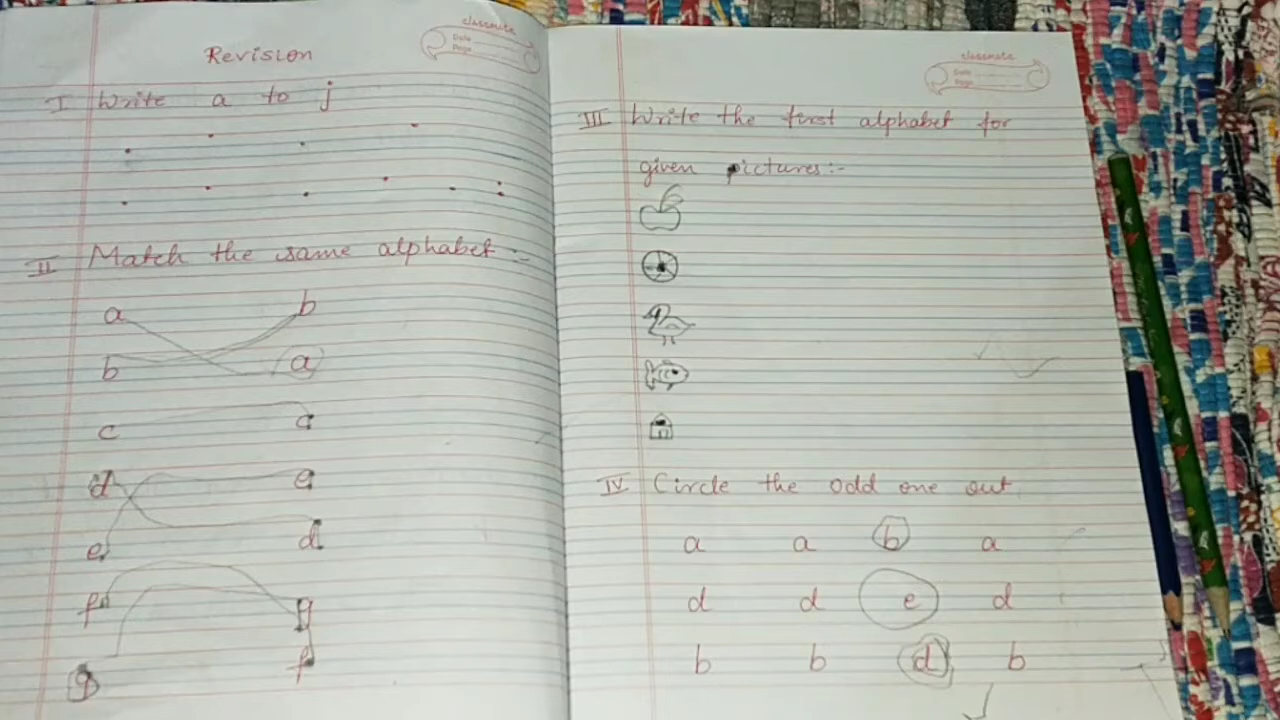 classmate
Date
Page
Revision
I Write a to j
II Match the same alphabet :-
a b
b a
c c
d e
e d
f g
g f
classmate
Date
Page
III Write the first alphabet for
given pictures:-
IV Circle the odd one out
a a b a
d d e d
b b d b